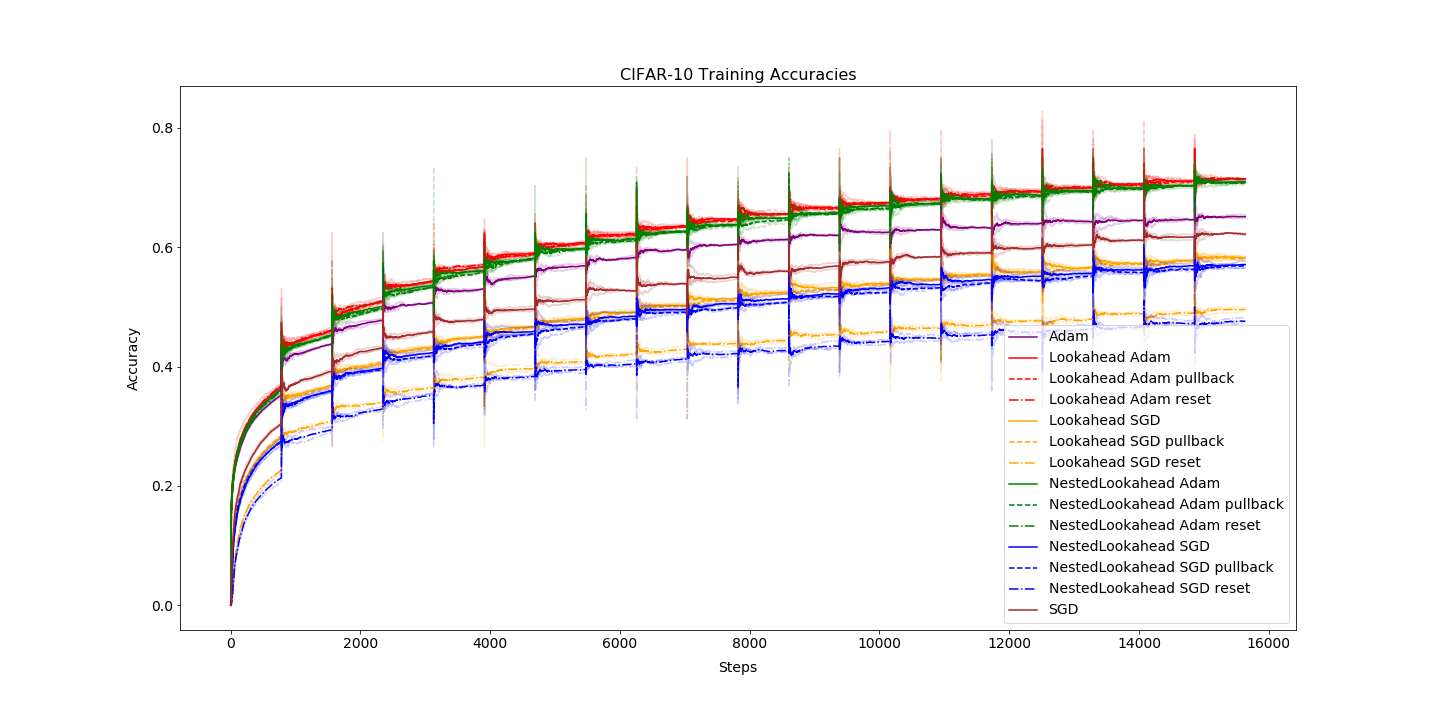 CIFAR-10 Training Accuracies
Accuracy
0.8
0.6
0.4
0.2
0.0
Adam
Lookahead Adam
Lookahead Adam pullback
Lookahead Adam reset
Lookahead SGD
Lookahead SGD pullback
Lookahead SGD reset
NestedLookahead Adam
NestedLookahead Adam pullback
NestedLookahead Adam reset
NestedLookahead SGD
NestedLookahead SGD pullback
NestedLookahead SGD reset
SGD
0 2000 4000 6000 8000 10000 12000 14000 16000
Steps